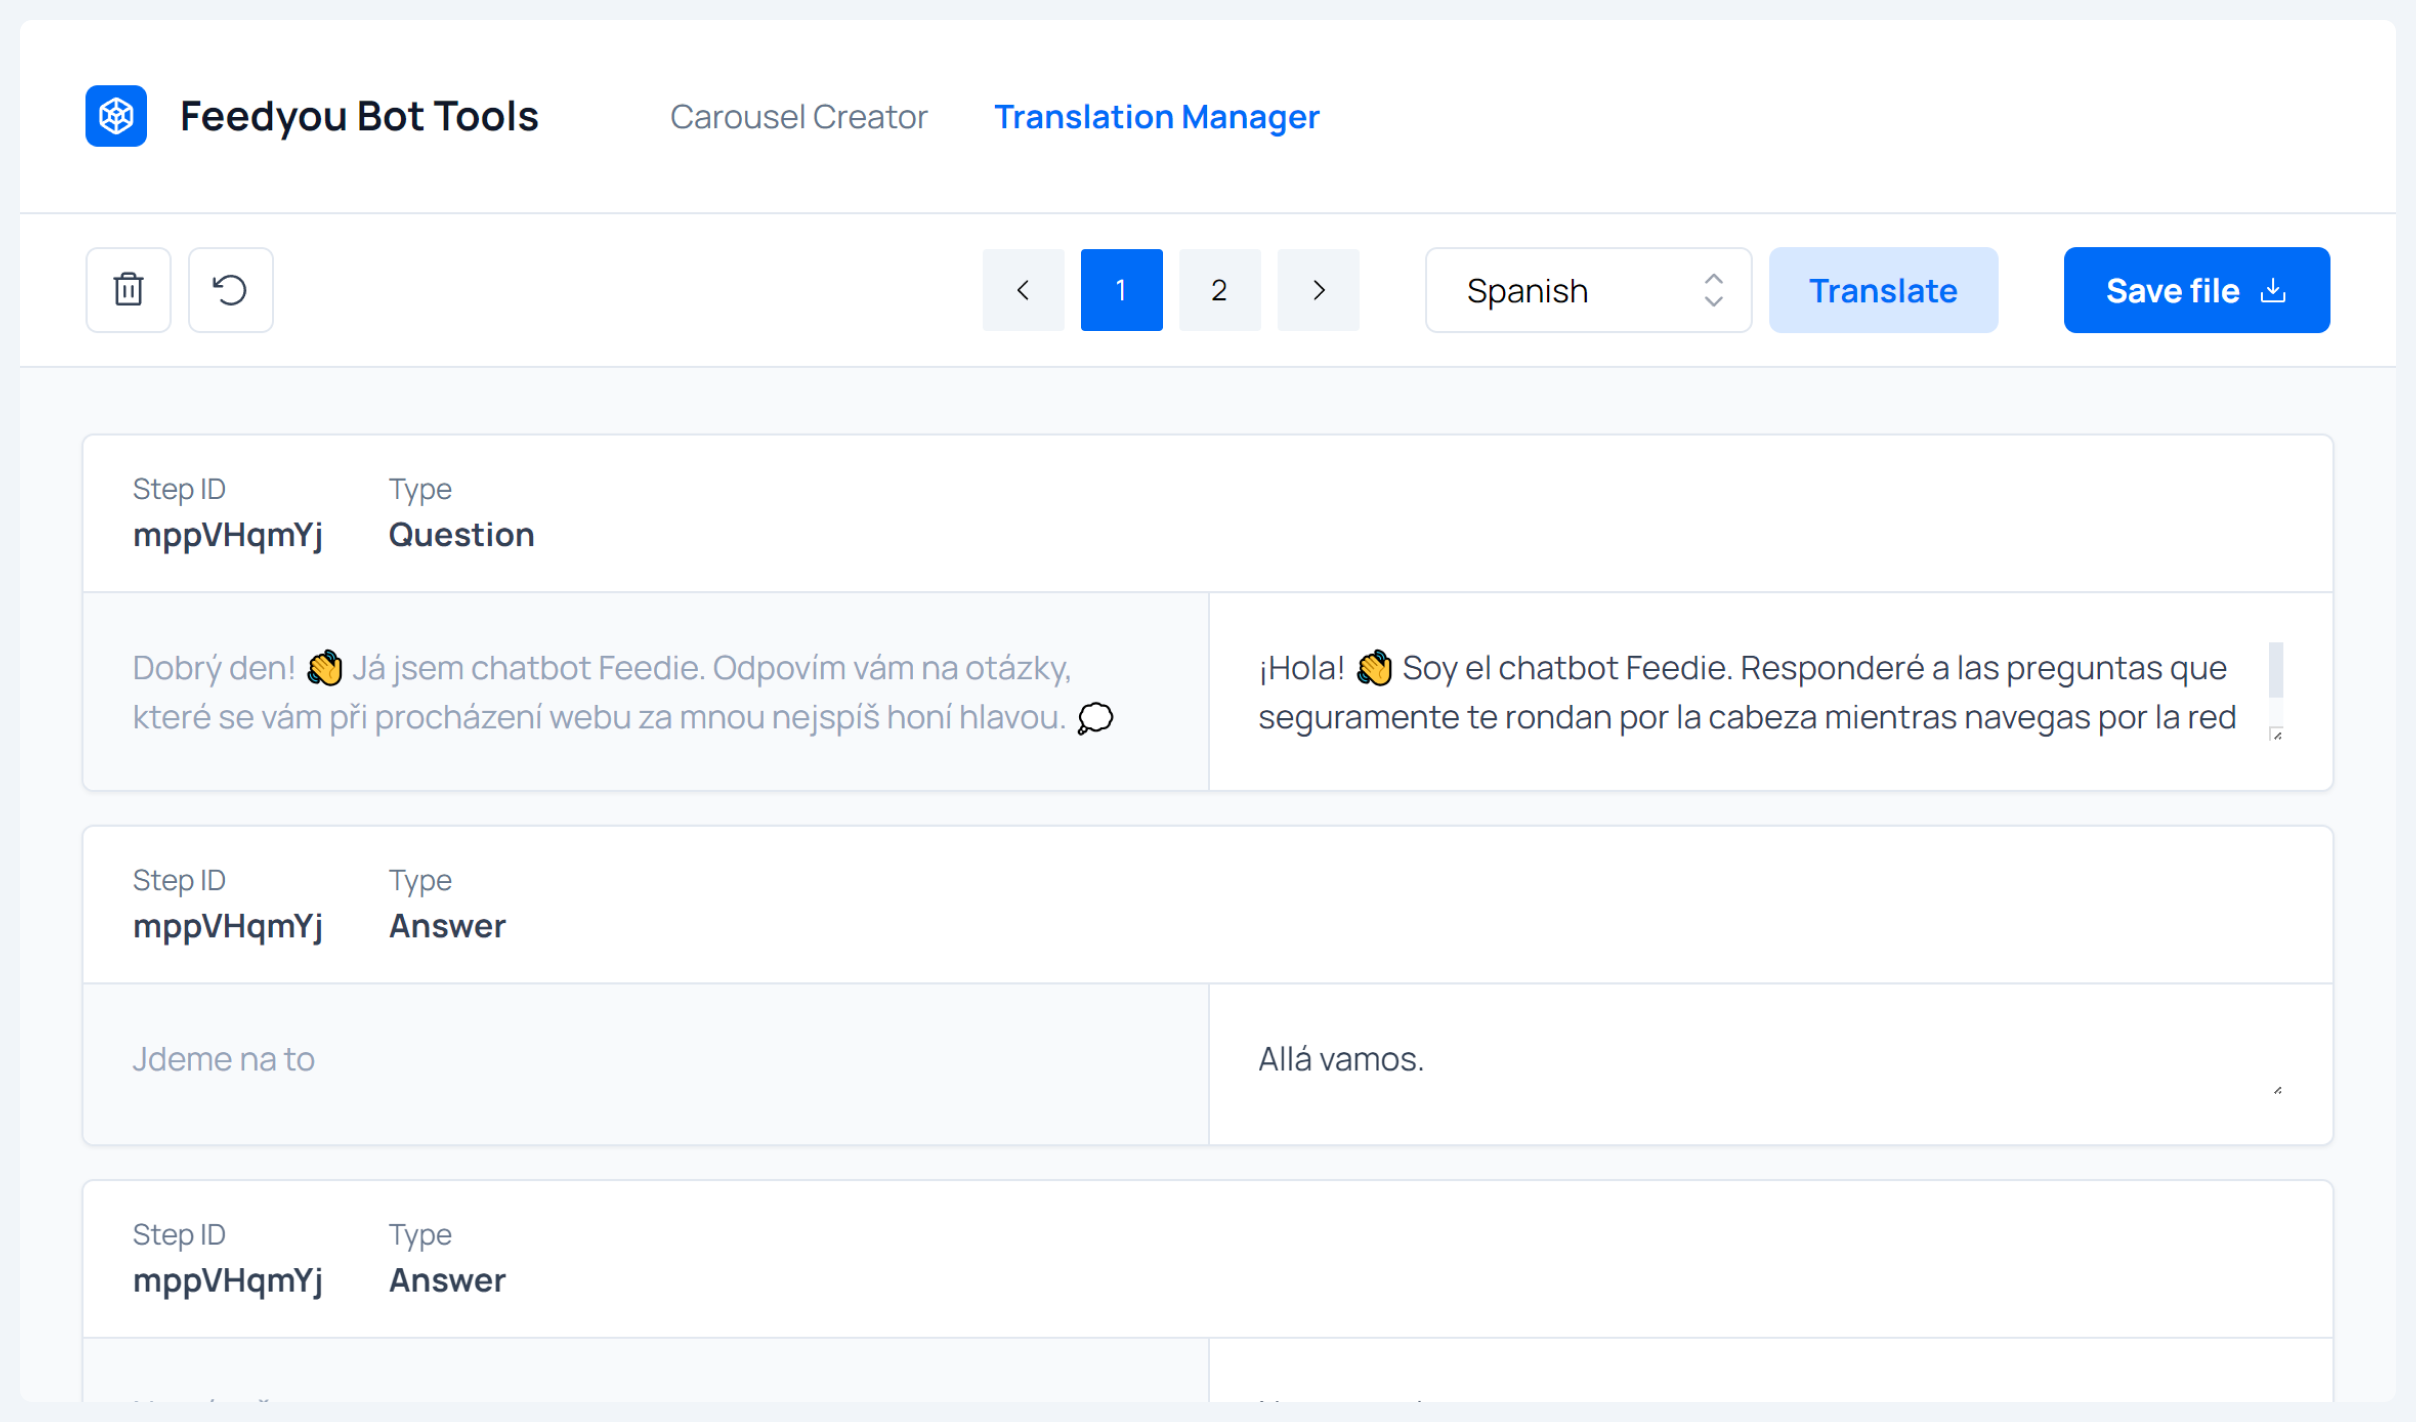 Feedyou Bot Tools
Carousel Creator
Translation Manager
1
2
Spanish
Translate
Save file
Step ID
Type
mppVHqmYj
Question
Dobrý den! 👋 Já jsem chatbot Feedie. Odpovím vám na otázky,
které se vám při procházení webu za mnou nejspíš honí hlavou. 💭
¡Hola! 👋 Soy el chatbot Feedie. Responderé a las preguntas que
seguramente te rondan por la cabeza mientras navegas por la red
Step ID
Type
mppVHqmYj
Answer
Jdeme na to
Allá vamos.
Step ID
Type
mppVHqmYj
Answer